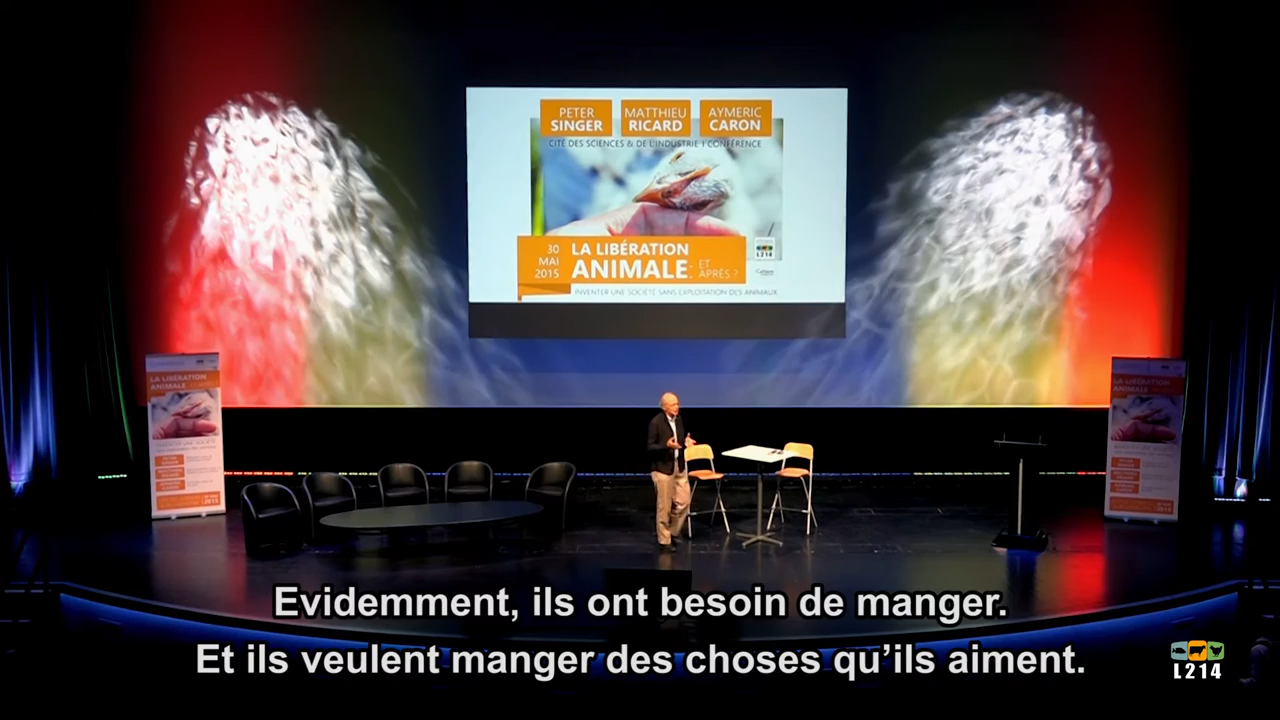 PETER SINGER
MATTHIEU RICARD
AYMERIC CARON
CITÉ DES SCIENCES & DE L'INDUSTRIE I CONFÉRENCE
30 MAI 2015
LA LIBÉRATION ANIMALE: ET APRÈS ?
L214
INVENTER UNE SOCIÉTÉ SANS EXPLOITATION DES ANIMAUX
LA LIBÉRATION
ANIMALE
LA LIBÉRATION
ANIMALE
Evidemment, ils ont besoin de manger.
Et ils veulent manger des choses qu'ils aiment.
L214